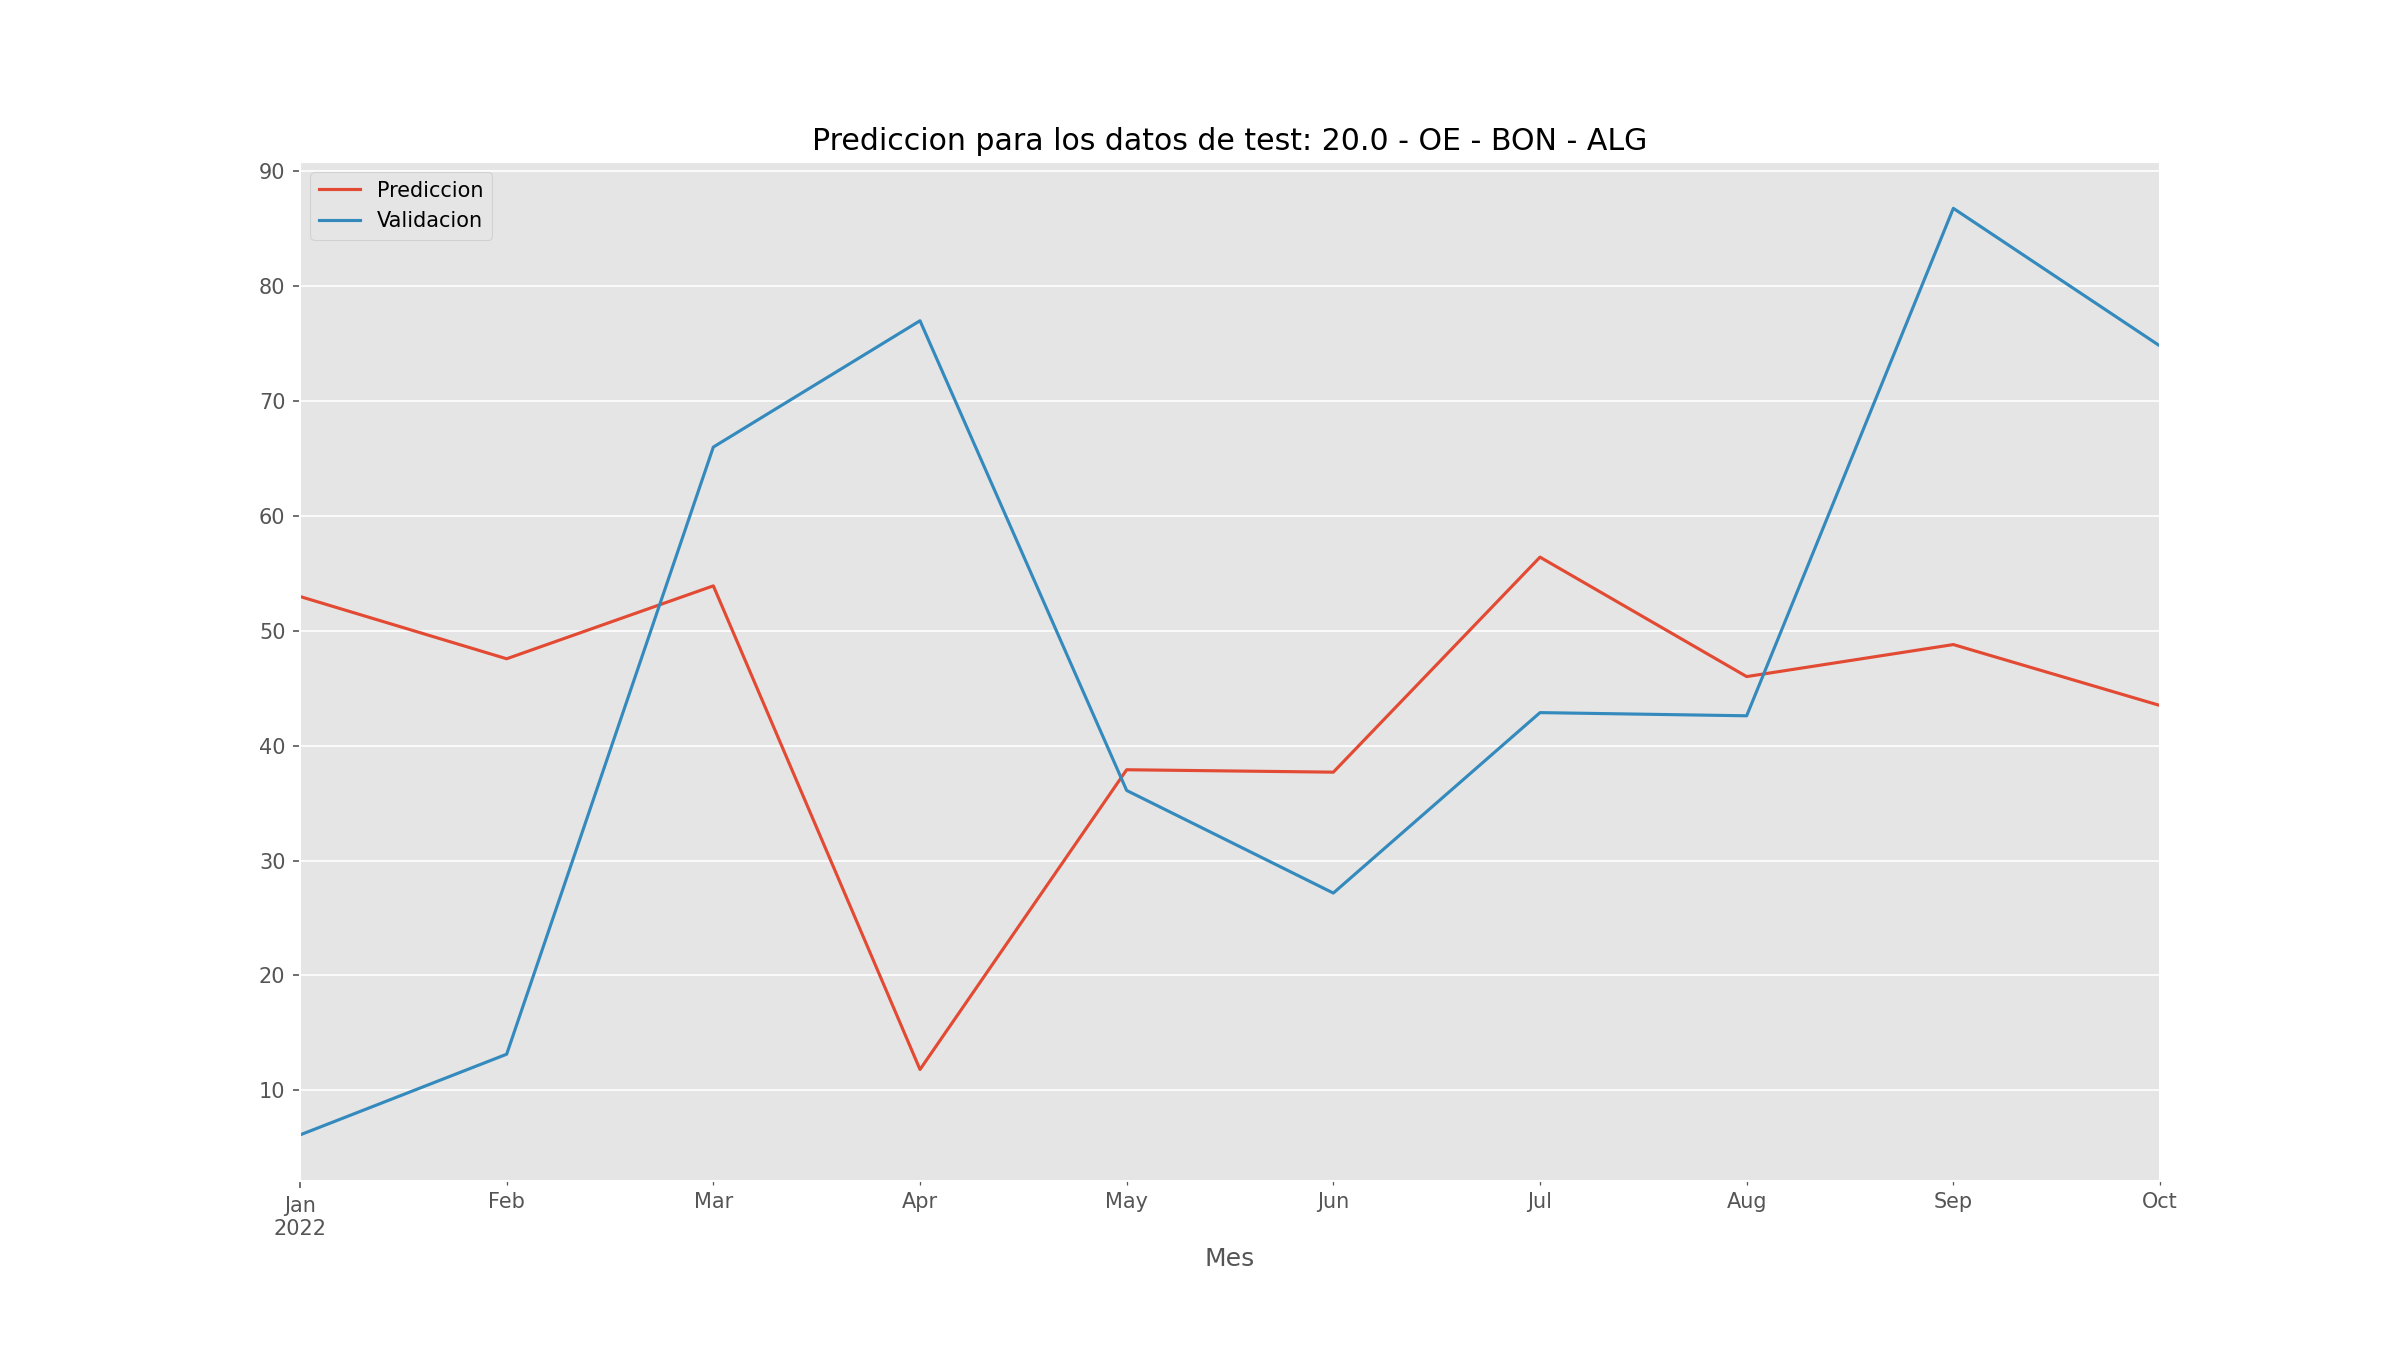 Prediccion para los datos de test: 20.0 - OE - BON - ALG
Prediccion
Validacion
90
80
70
60
50
40
30
20
10
Jan Feb Mar Apr May Jun Jul Aug Sep Oct
2022
Mes